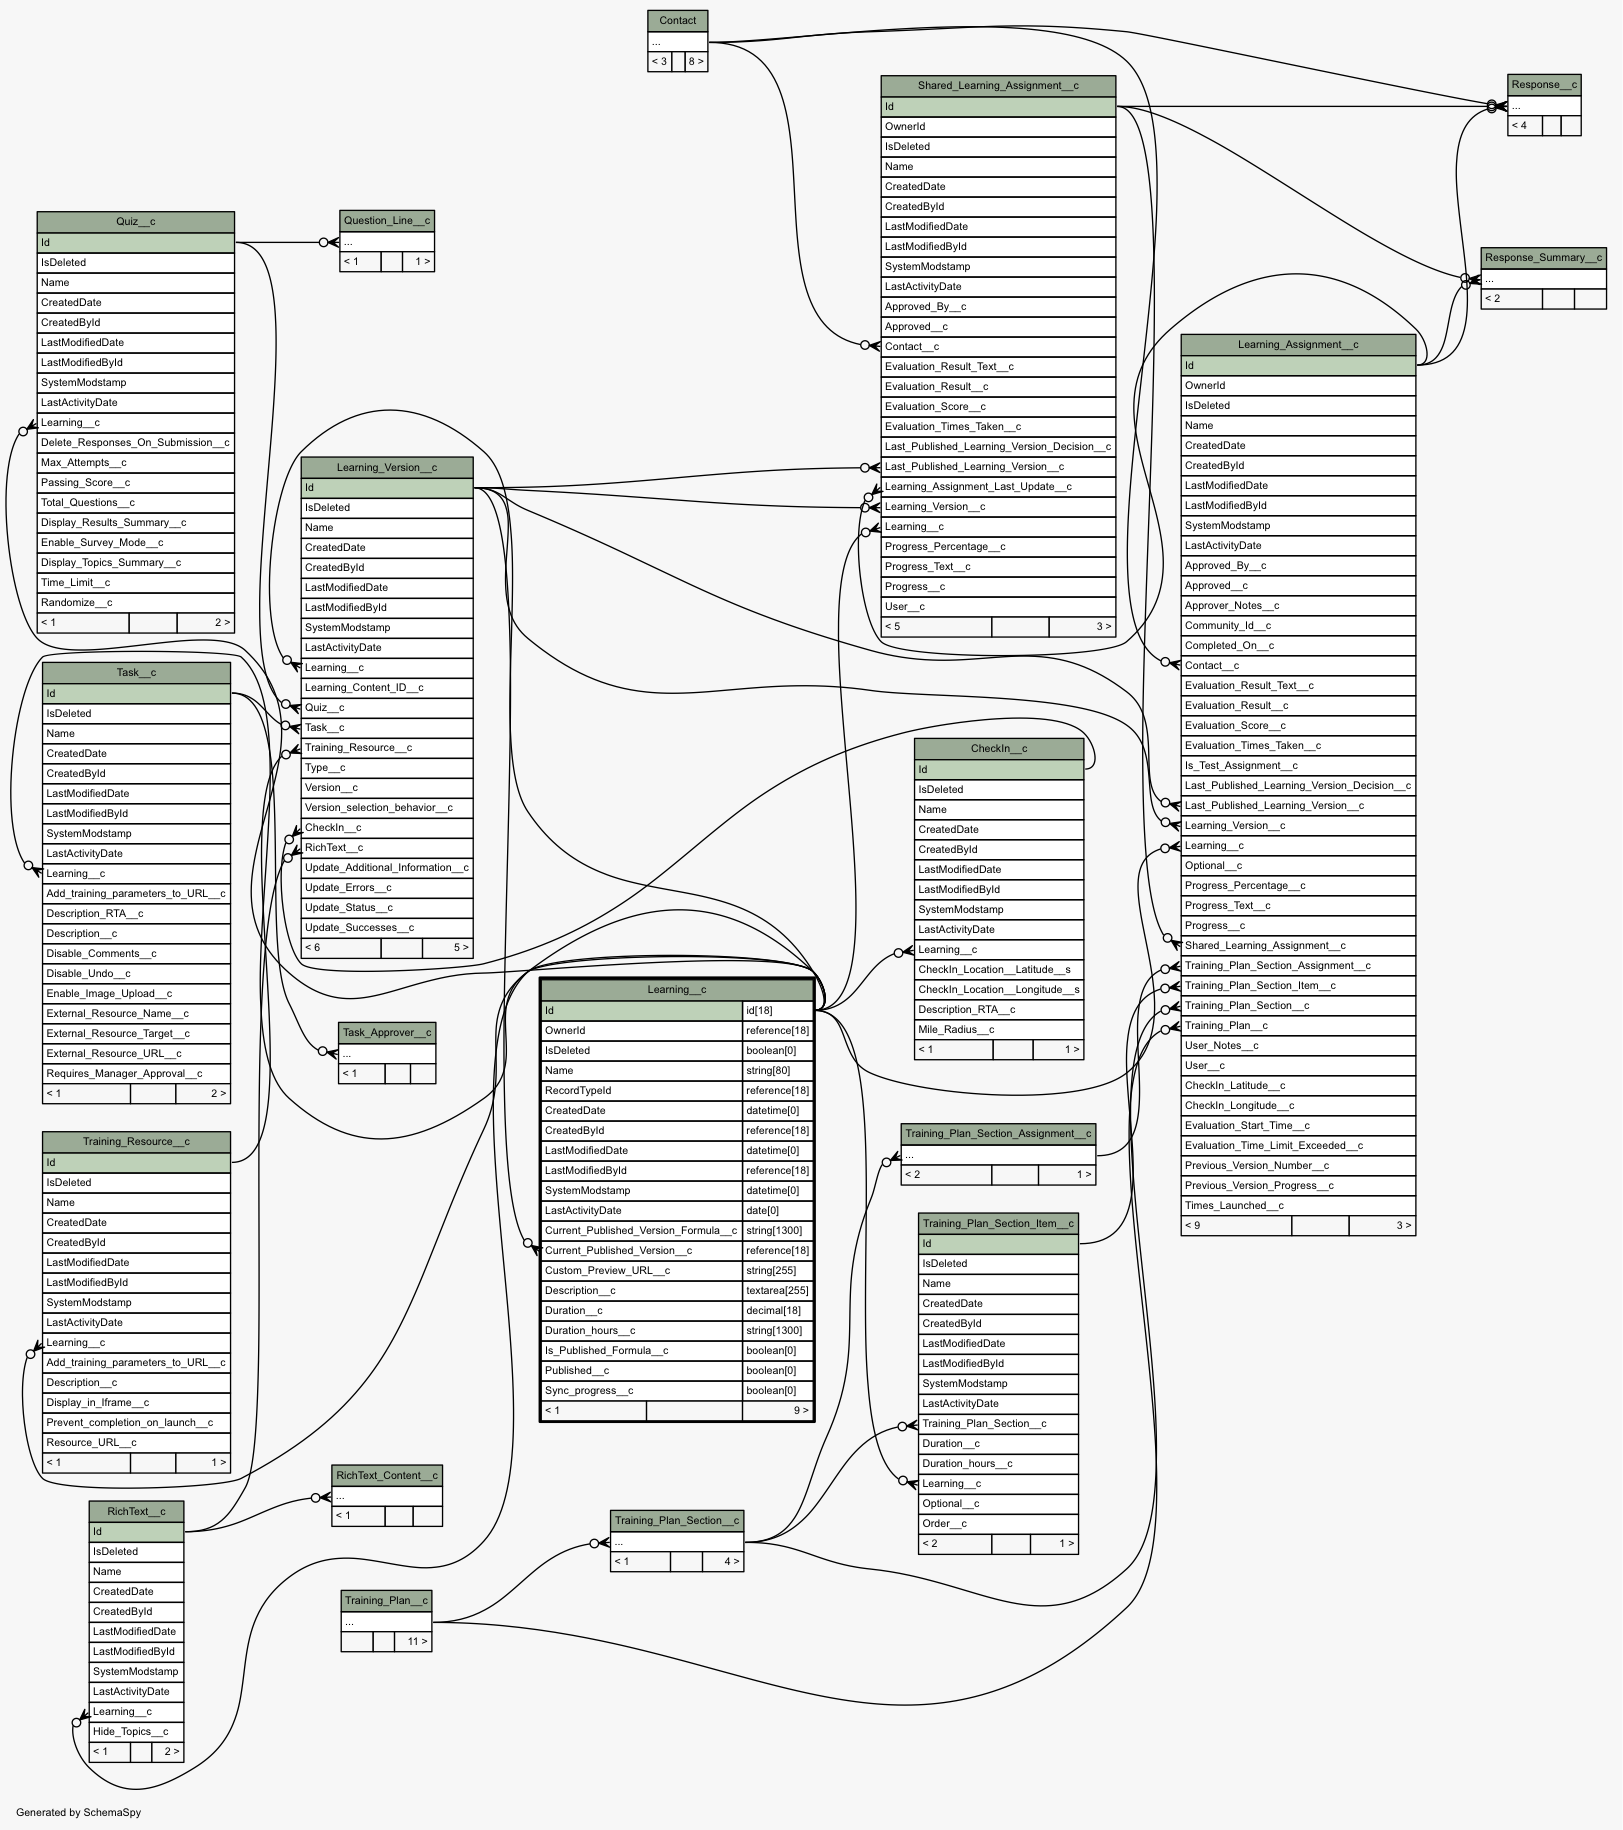 Contact
...
< 3 8 >
Shared_Learning_Assignment__c
Id
OwnerId
IsDeleted
Name
CreatedDate
CreatedById
LastModifiedDate
LastModifiedById
SystemModstamp
LastActivityDate
Approved_By__c
Approved__c
Contact__c
Evaluation_Result_Text__c
Evaluation_Result__c
Evaluation_Score__c
Evaluation_Times_Taken__c
Last_Published_Learning_Version_Decision__c
Last_Published_Learning_Version__c
Learning_Assignment_Last_Update__c
Learning_Version__c
Learning__c
Progress_Percentage__c
Progress_Text__c
Progress__c
User__c
< 5 3 >
Response__c
...
< 4
Response_Summary__c
...
< 2
Quiz__c
Id
IsDeleted
Name
CreatedDate
CreatedById
LastModifiedDate
LastModifiedById
SystemModstamp
LastActivityDate
Learning__c
Delete_Responses_On_Submission__c
Max_Attempts__c
Passing_Score__c
Total_Questions__c
Display_Results_Summary__c
Enable_Survey_Mode__c
Display_Topics_Summary__c
Time_Limit__c
Randomize__c
< 1 2 >
Question_Line__c
...
< 1 1 >
Learning_Version__c
Id
IsDeleted
Name
CreatedDate
CreatedById
LastModifiedDate
LastModifiedById
SystemModstamp
LastActivityDate
Learning__c
Learning_Content_ID__c
Quiz__c
Task__c
Training_Resource__c
Type__c
Version__c
Version_selection_behavior__c
CheckIn__c
RichText__c
Update_Additional_Information__c
Update_Errors__c
Update_Status__c
Update_Successes__c
< 6 5 >
Learning_Assignment__c
Id
OwnerId
IsDeleted
Name
CreatedDate
CreatedById
LastModifiedDate
LastModifiedById
SystemModstamp
LastActivityDate
Approved_By__c
Approved__c
Approver_Notes__c
Community_Id__c
Completed_On__c
Contact__c
Evaluation_Result_Text__c
Evaluation_Result__c
Evaluation_Score__c
Evaluation_Times_Taken__c
Is_Test_Assignment__c
Last_Published_Learning_Version_Decision__c
Last_Published_Learning_Version__c
Learning_Version__c
Learning__c
Optional__c
Progress_Percentage__c
Progress_Text__c
Progress__c
Shared_Learning_Assignment__c
Training_Plan_Section_Assignment__c
Training_Plan_Section_Item__c
Training_Plan_Section__c
Training_Plan__c
User_Notes__c
User__c
CheckIn_Latitude__c
CheckIn_Longitude__c
Evaluation_Start_Time__c
Evaluation_Time_Limit_Exceeded__c
Previous_Version_Number__c
Previous_Version_Progress__c
Times_Launched__c
< 9 3 >
Task__c
Id
IsDeleted
Name
CreatedDate
CreatedById
LastModifiedDate
LastModifiedById
SystemModstamp
LastActivityDate
Learning__c
Add_training_parameters_to_URL__c
Description_RTA__c
Description__c
Disable_Comments__c
Disable_Undo__c
Enable_Image_Upload__c
External_Resource_Name__c
External_Resource_Target__c
External_Resource_URL__c
Requires_Manager_Approval__c
< 1 2 >
CheckIn__c
Id
IsDeleted
Name
CreatedDate
CreatedById
LastModifiedDate
LastModifiedById
SystemModstamp
LastActivityDate
Learning__c
CheckIn_Location__Latitude__s
CheckIn_Location__Longitude__s
Description_RTA__c
Mile_Radius__c
< 1 1 >
Learning__c
Id id[18]
OwnerId reference[18]
IsDeleted boolean[0]
Name string[80]
RecordTypeId reference[18]
CreatedDate datetime[0]
CreatedById reference[18]
LastModifiedDate datetime[0]
LastModifiedById reference[18]
SystemModstamp datetime[0]
LastActivityDate date[0]
Current_Published_Version_Formula__c string[1300]
Current_Published_Version__c reference[18]
Custom_Preview_URL__c string[255]
Description__c textarea[255]
Duration__c decimal[18]
Duration_hours__c string[1300]
Is_Published_Formula__c boolean[0]
Published__c boolean[0]
Sync_progress__c boolean[0]
< 1 9 >
Task_Approver__c
...
< 1
Training_Resource__c
Id
IsDeleted
Name
CreatedDate
CreatedById
LastModifiedDate
LastModifiedById
SystemModstamp
LastActivityDate
Learning__c
Add_training_parameters_to_URL__c
Description__c
Display_in_Iframe__c
Prevent_completion_on_launch__c
Resource_URL__c
< 1 1 >
Training_Plan_Section_Assignment__c
...
< 2 1 >
Training_Plan_Section_Item__c
Id
IsDeleted
Name
CreatedDate
CreatedById
LastModifiedDate
LastModifiedById
SystemModstamp
LastActivityDate
Training_Plan_Section__c
Duration__c
Duration_hours__c
Learning__c
Optional__c
Order__c
< 2 1 >
RichText_Content__c
...
< 1
RichText__c
Id
IsDeleted
Name
CreatedDate
CreatedById
LastModifiedDate
LastModifiedById
SystemModstamp
LastActivityDate
Learning__c
Hide_Topics__c
< 1 2 >
Training_Plan_Section__c
...
< 1 4 >
Training_Plan__c
...
11 >
Generated by SchemaSpy